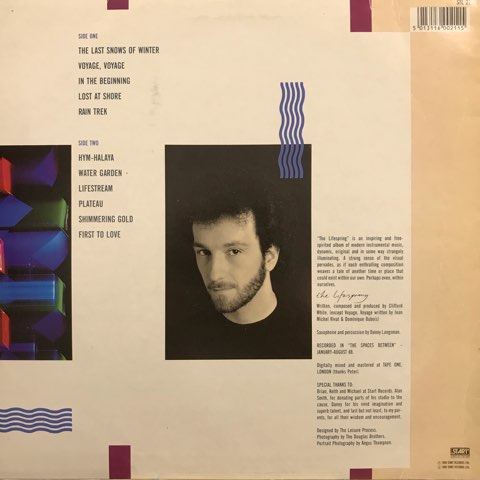 SIDE ONE
THE LAST SNOWS OF WINTER
VOYAGE, VOYAGE
IN THE BEGINNING
LOST AT SHORE
RAIN TREK
SIDE TWO
HYM-HALAYA
WATER GARDEN
LIFESTREAM
PLATEAU
SHIMMERING GOLD
FIRST TO LOVE
5 013116 002115
"The Lifespring" is an inspiring and free-
spirited album of modern instrumental music,
dynamic, original and in some way strangely
illuminating. A strong sense of the visual
pervades, as if each enthralling composition
weaves a tale of another time or place that
could exist within our own. Perhaps even, within
ourselves.
the lifespring
Written, composed and produced by Clifford
White, (except Voyage, Voyage written by Jean
Michel Rivat & Dominique Dubois)
Saxophone and percussion by Danny Langsman.
RECORDED IN "THE SPACES BETWEEN" -
JANUARY-AUGUST 88.
Digitally mixed and mastered at TAPE ONE,
LONDON (thanks Peter)
SPECIAL THANKS TO:
Brian, Keith and Michael at Start Records. Alan
Smith, for donating parts of his studio to the
cause, Danny for his vivid imagination and
superb talent, and last but not least, to my par-
ents, for all their wisdom and encouragement.
Designed by The Leisure Process.
Photography by The Douglas Brothers.
Portrait Photography by Angus Thompson.
START